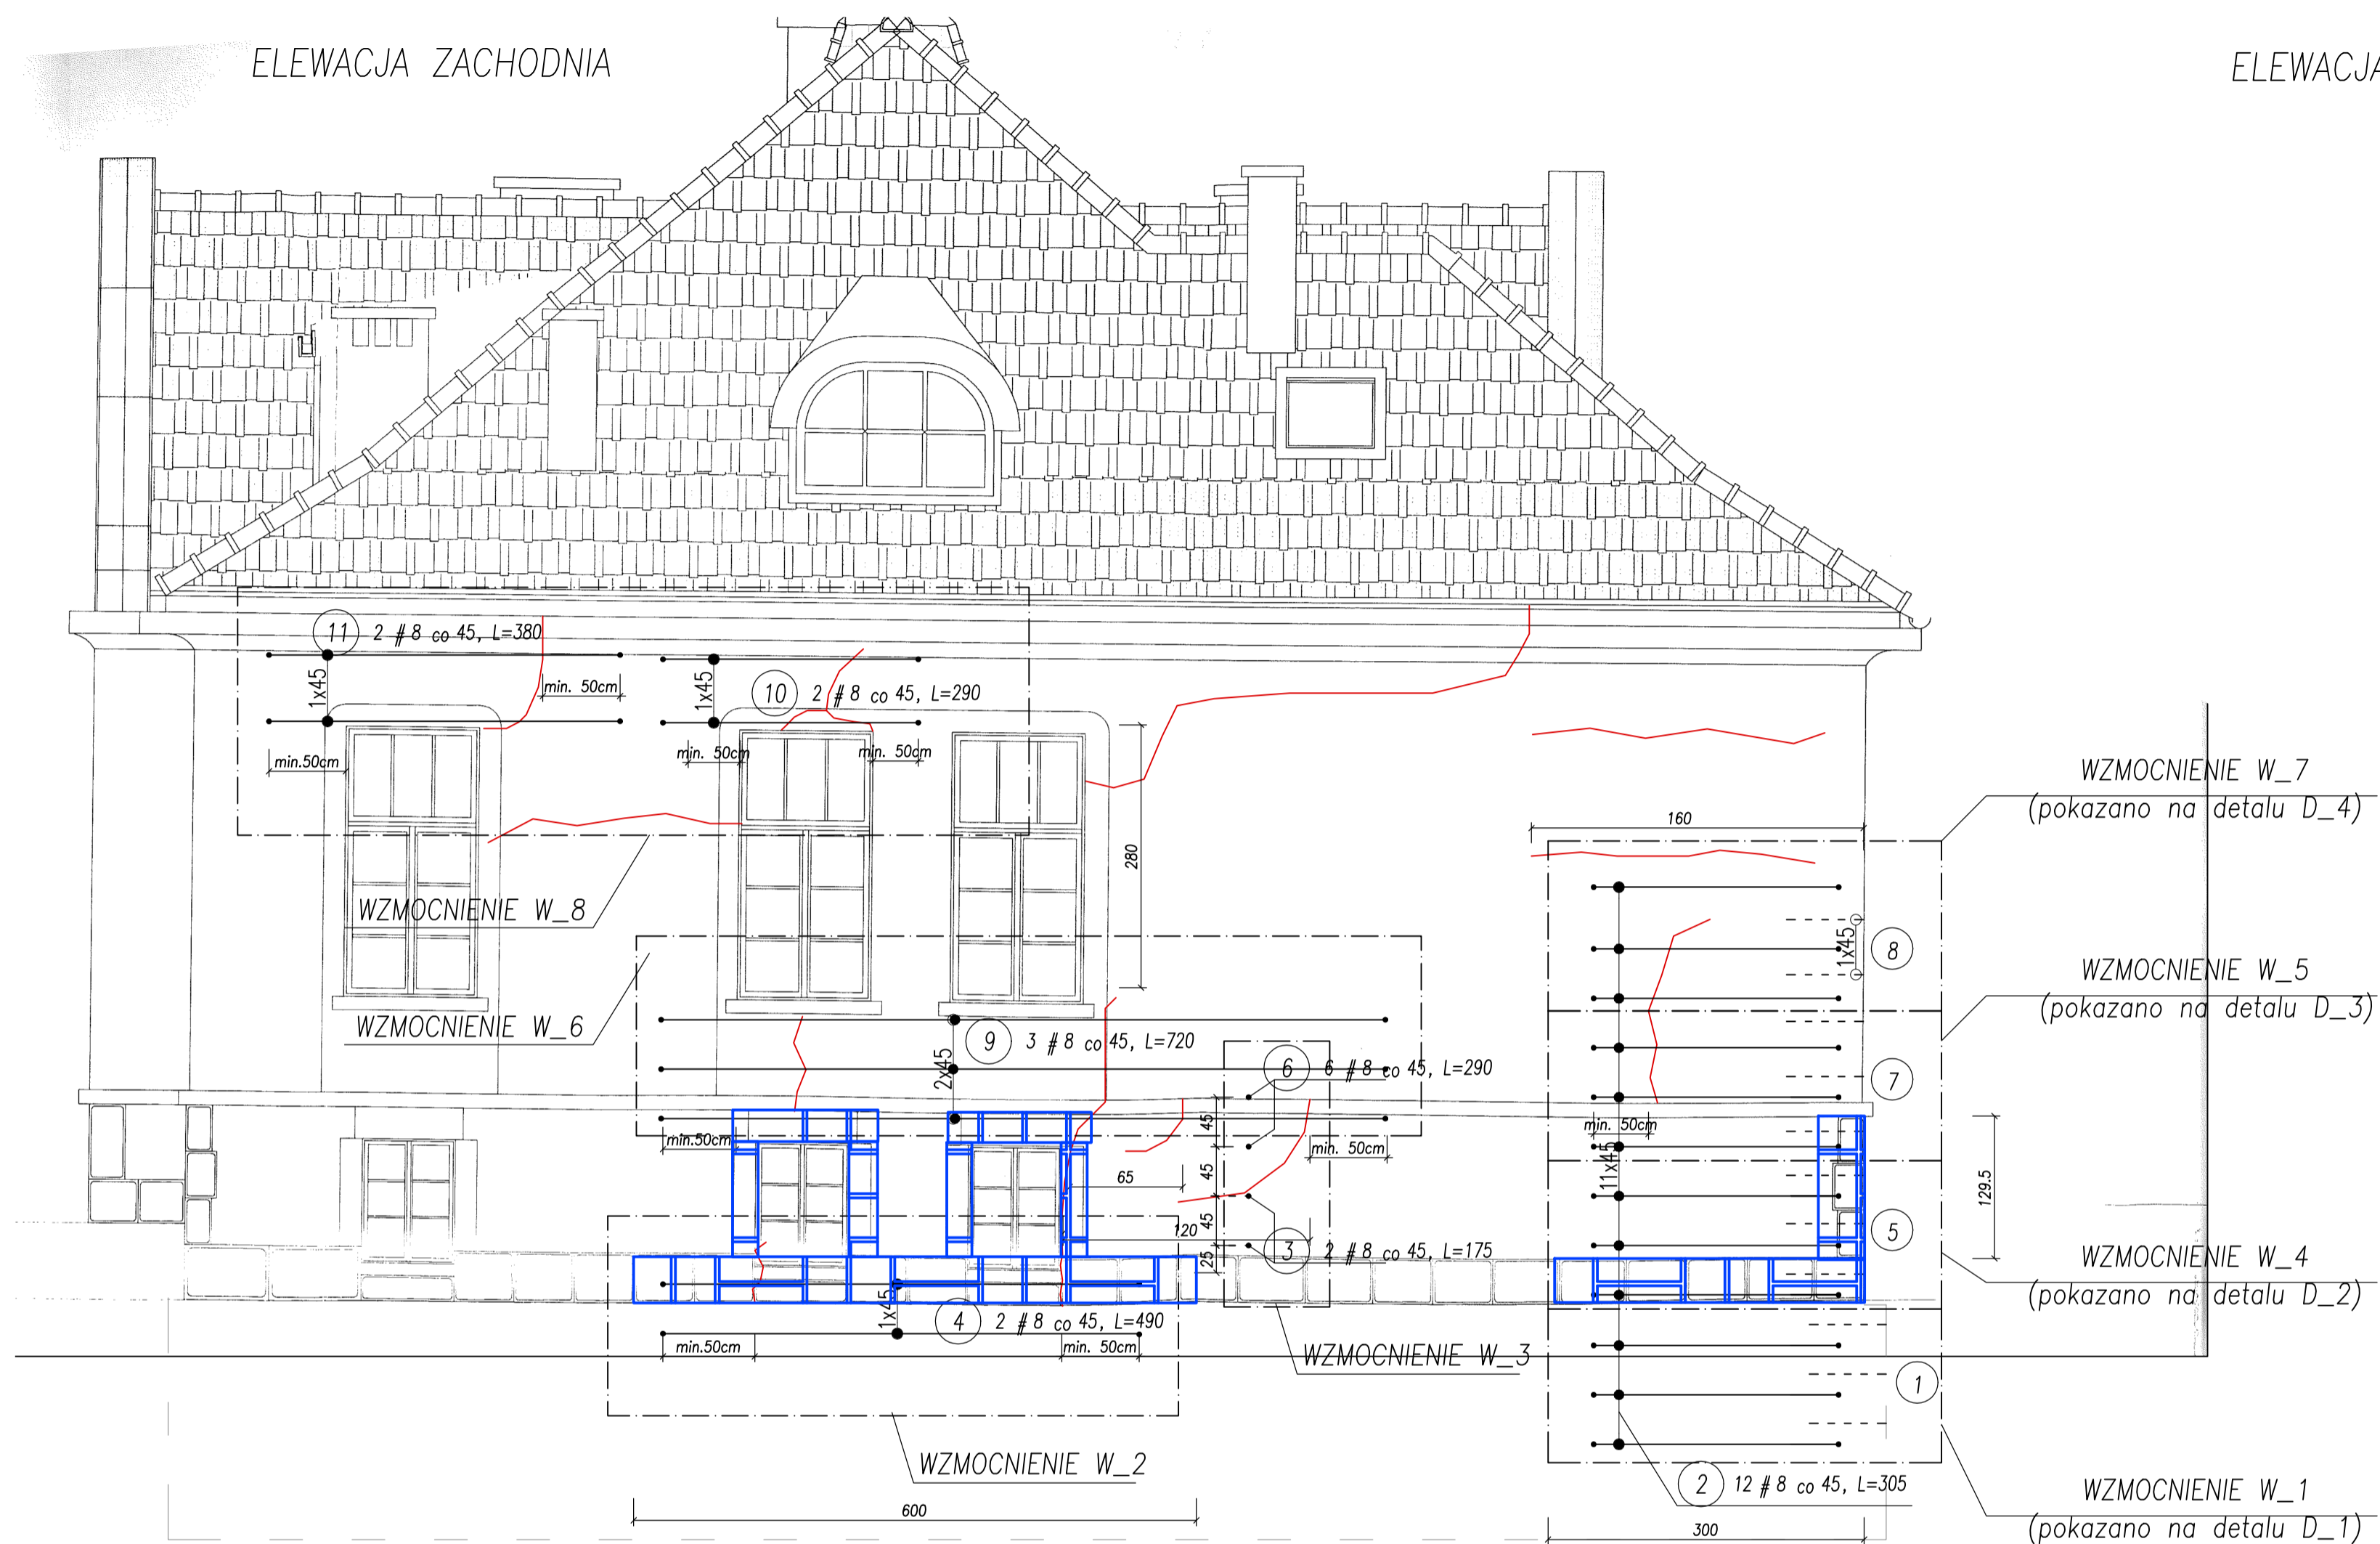 ELEWACJA ZACHODNIA
ELEWACJA
11 2 # 8 co 45, L=380
1x45
min. 50cm
min.50cm
1x45
10 2 # 8 co 45, L=290
min. 50cm
min. 50cm
280
160
WZMOCNIENIE W_7
(pokazano na detalu D_4)
WZMOCNIENIE W_8
1x45
8
WZMOCNIENIE W_5
(pokazano na detalu D_3)
WZMOCNIENIE W_6
9 3 # 8 co 45, L=720
2x45
6 6 # 8 co 45, L=290
7
min.50cm
45
min. 50cm
min. 50cm
11x45
65
45
129.5
120
45
3 2 # 8 co 45, L=175
25
5
WZMOCNIENIE W_4
(pokazano na detalu D_2)
1x45
4 2 # 8 co 45, L=490
min.50cm
min. 50cm
WZMOCNIENIE W_3
1
WZMOCNIENIE W_2
2 12 # 8 co 45, L=305
WZMOCNIENIE W_1
(pokazano na detalu D_1)
600
300